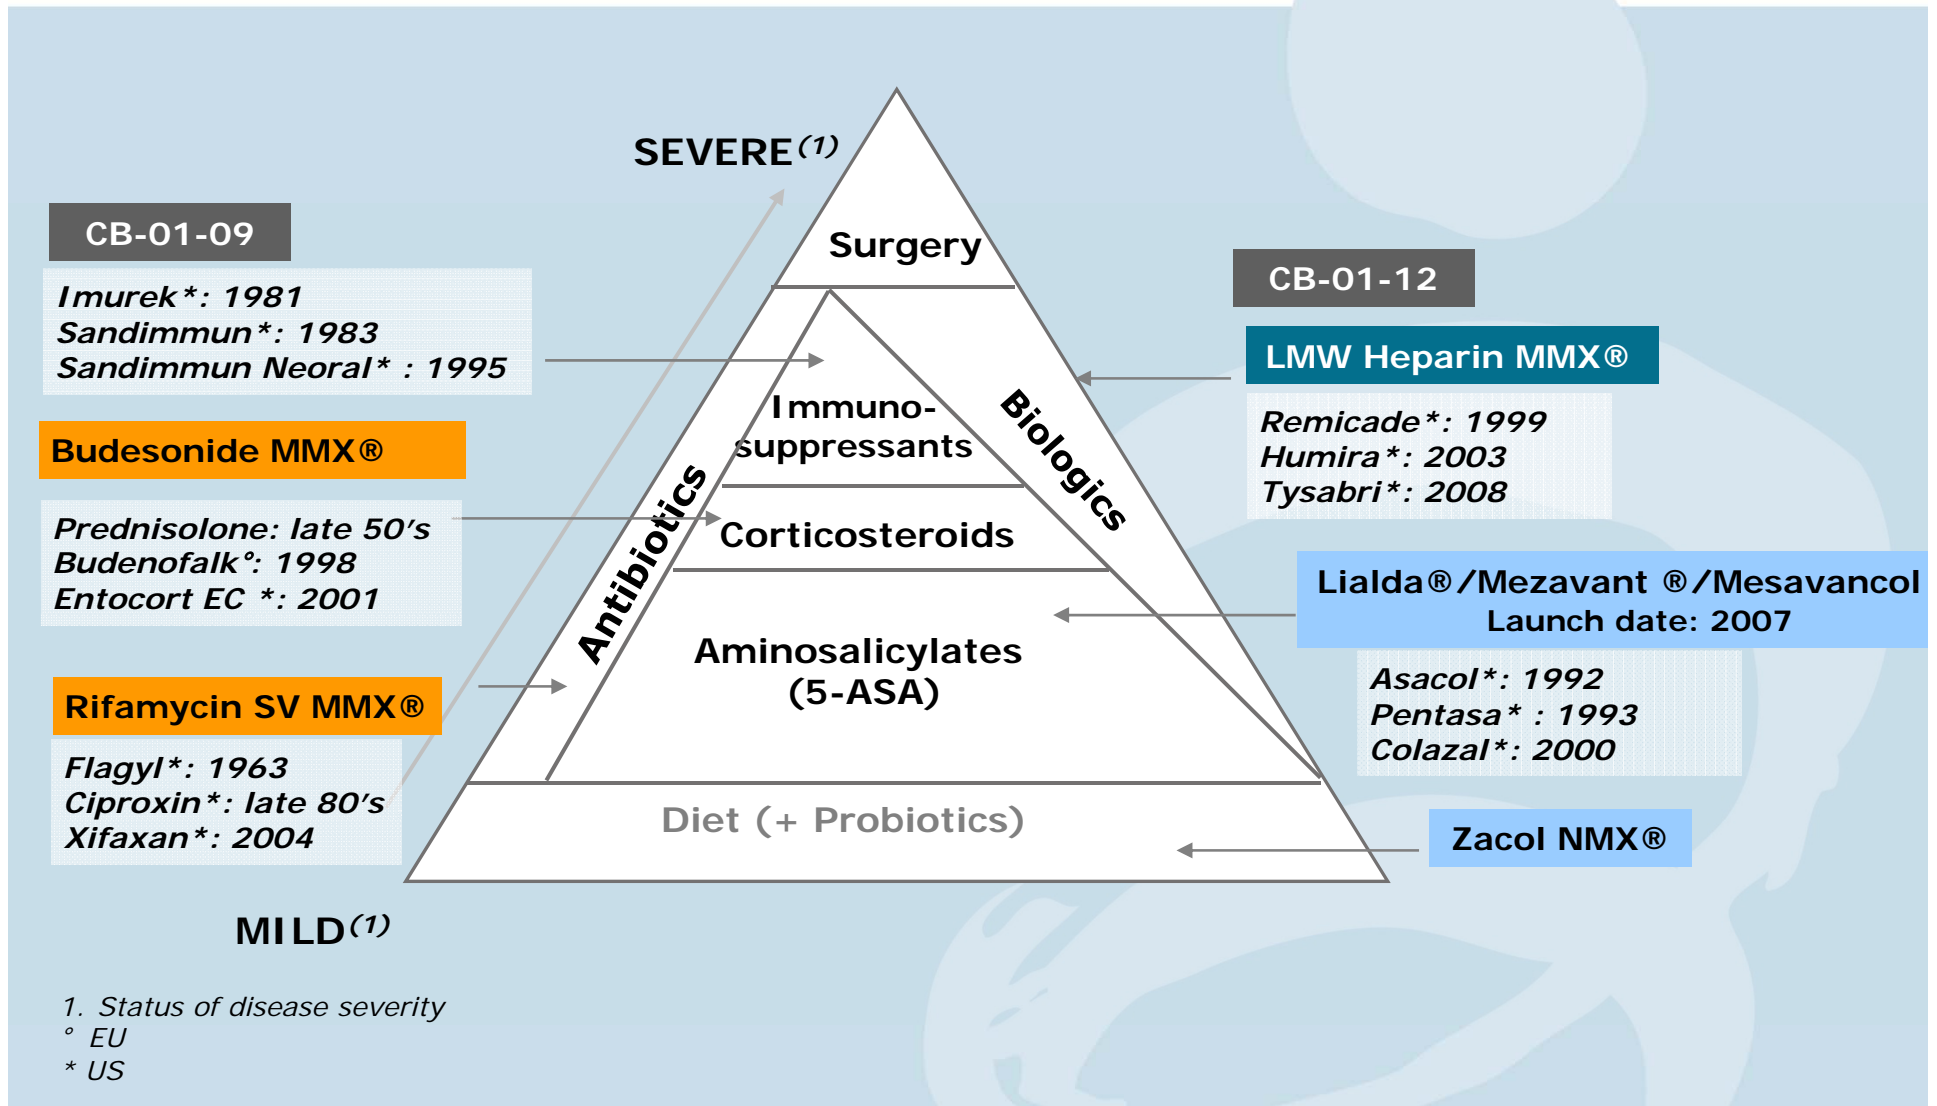 SEVERE(1)
CB-01-09
Imurek*: 1981
Sandimmun*: 1983
Sandimmun Neoral* : 1995
Budesonide MMX®
Prednisolone: late 50's
Budenofalk°: 1998
Entocort EC *: 2001
Rifamycin SV MMX®
Flagyl*: 1963
Ciproxin*: late 80's
Xifaxan*: 2004
MILD(1)
Surgery
Immuno-
suppressants
Corticosteroids
Aminosalicylates
(5-ASA)
Antibiotics
Biologics
Diet (+ Probiotics)
CB-01-12
LMW Heparin MMX®
Remicade*: 1999
Humira*: 2003
Tysabri*: 2008
Lialda®/Mezavant ®/Mesavancol
Launch date: 2007
Asacol*: 1992
Pentasa* : 1993
Colazal*: 2000
Zacol NMX®
1. Status of disease severity
° EU
* US